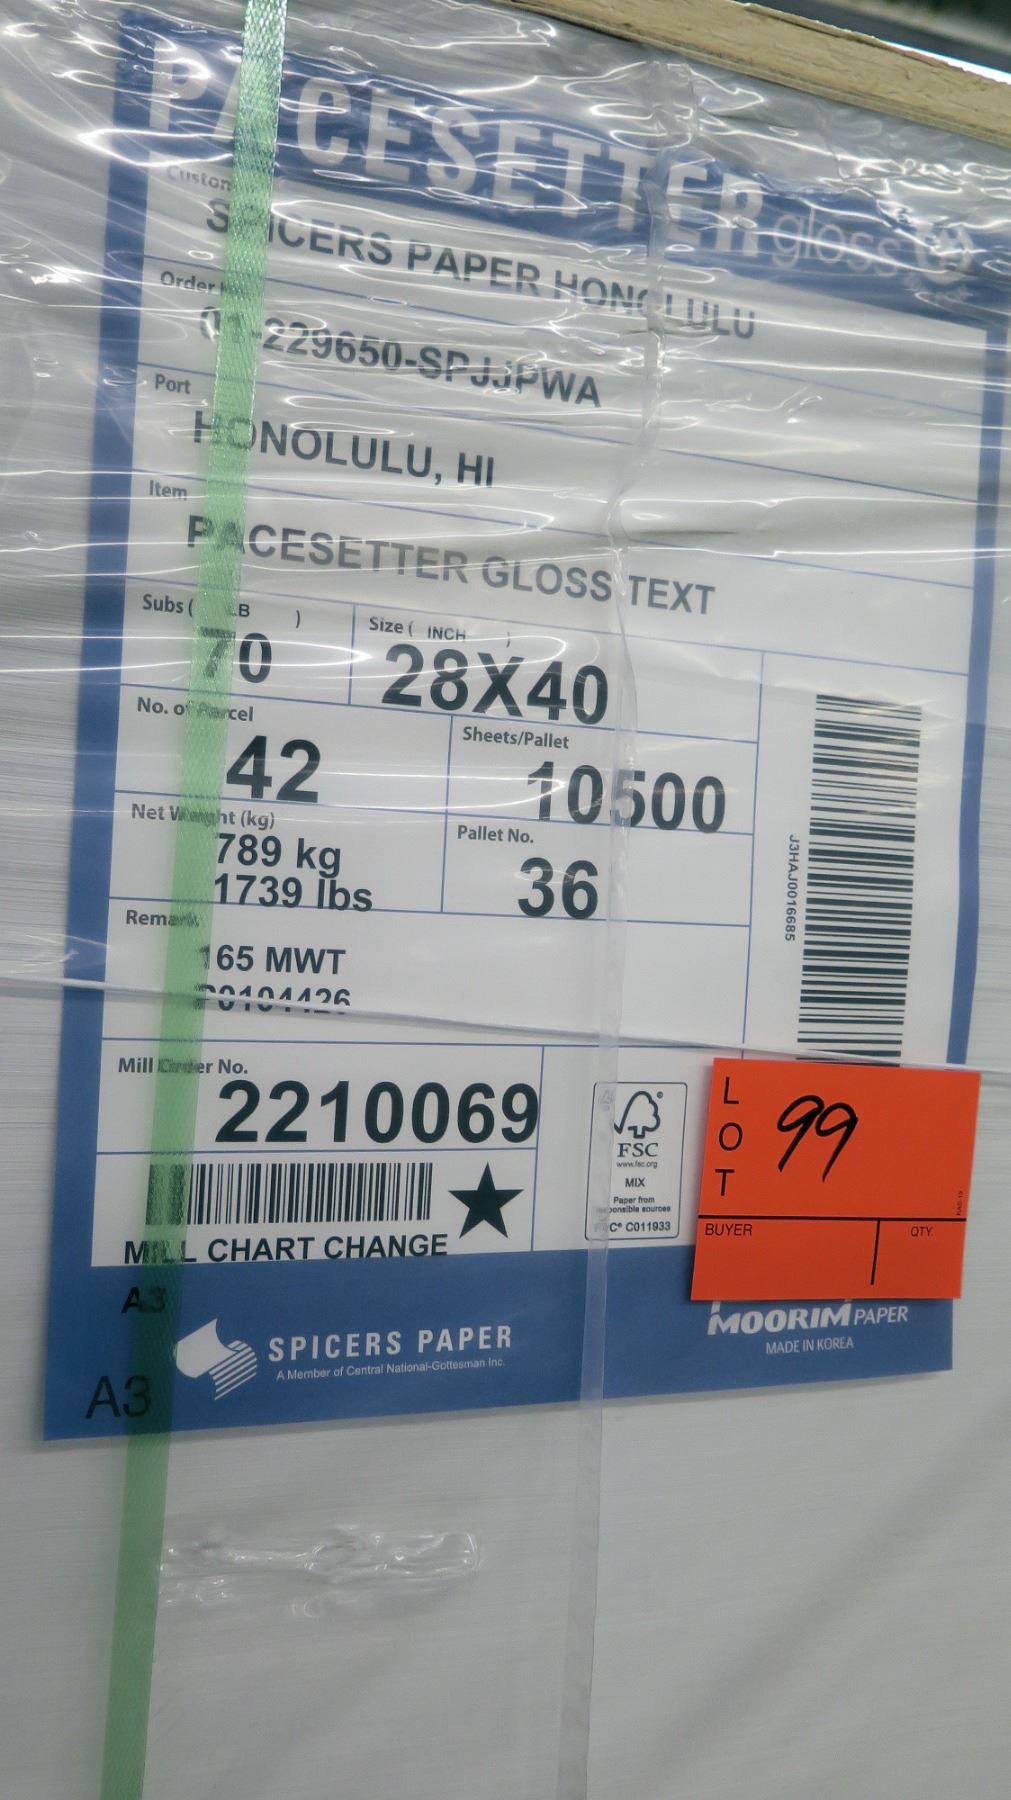 PACESETTER gloss
Custom
SPICERS PAPER HONOLULU
Order
-229650-SPJJPWA
Port
HONOLULU, HI
Item
PACESETTER GLOSS TEXT
Subs ( LB )
70
Size ( INCH )
28X40
No. of Parcel
42
Sheets/Pallet
10500
Net Weight (kg)
789 kg
1739 lbs
Pallet No.
36
Remark
165 MWT
P0104426
J3HAJ0016685
Mill Order No.
2210069
MILL CHART CHANGE
A3
FSC
www.fsc.org
MIX
Paper from
responsible sources
FSC® C011933
LOT
99
BUYER
QTY.
SPICERS PAPER
A Member of Central National-Gottesman Inc.
MOORIM PAPER
MADE IN KOREA
A3